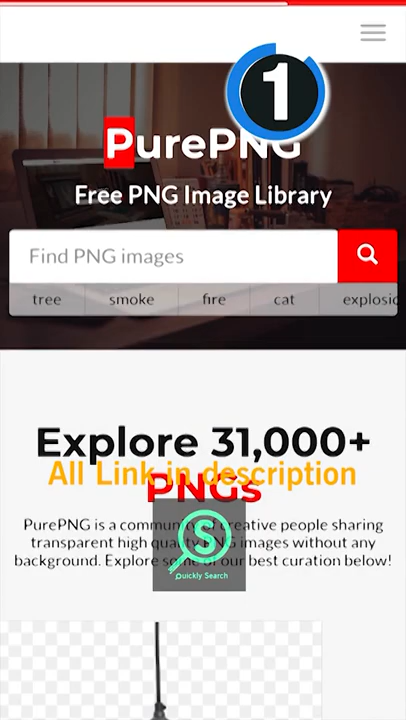 1
PurePNG
Free PNG Image Library
Find PNG images
tree smoke fire cat explosic
Explore 31,000+
All Link in description
PNGs
PurePNG is a community of creative people sharing
transparent high quality PNG images without any
background. Explore some of our best curation below!
S
Quickly Search